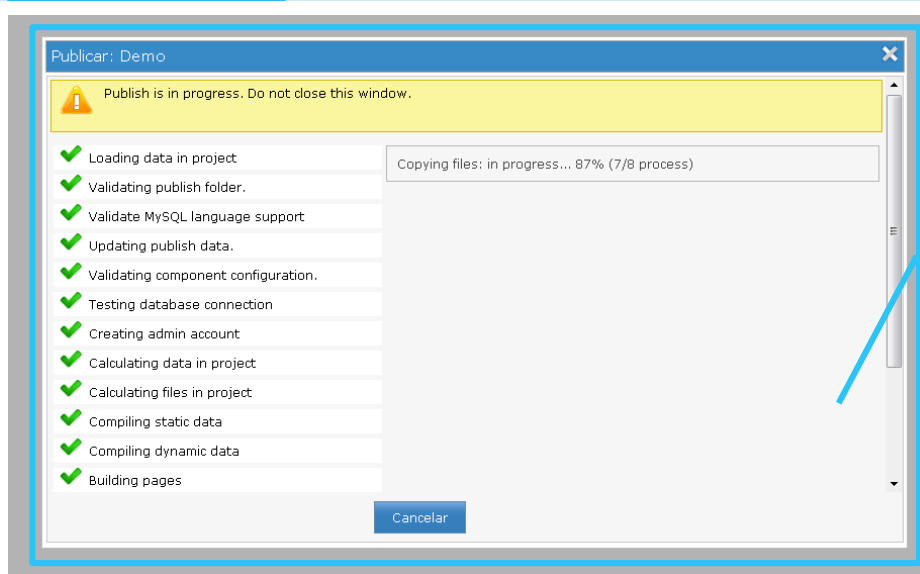 Publicar: Demo
Publish is in progress. Do not close this window.
Loading data in project
Copying files: in progress... 87% (7/8 process)
Validating publish folder.
Validate MySQL language support
Updating publish data.
Validating component configuration.
Testing database connection
Creating admin account
Calculating data in project
Calculating files in project
Compiling static data
Compiling dynamic data
Building pages
Cancelar